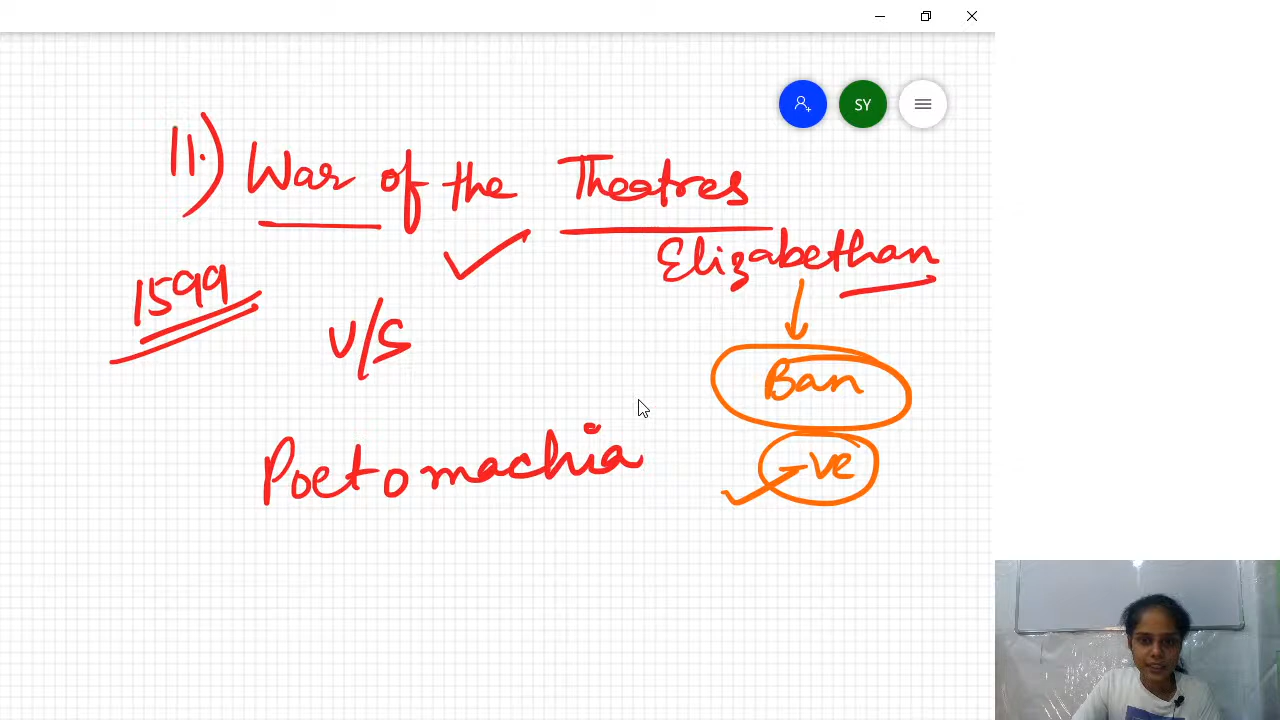 SY
11.) War of the Theatres
Elizabethan
1599
V/S
Ban
Poetomachia
-ve